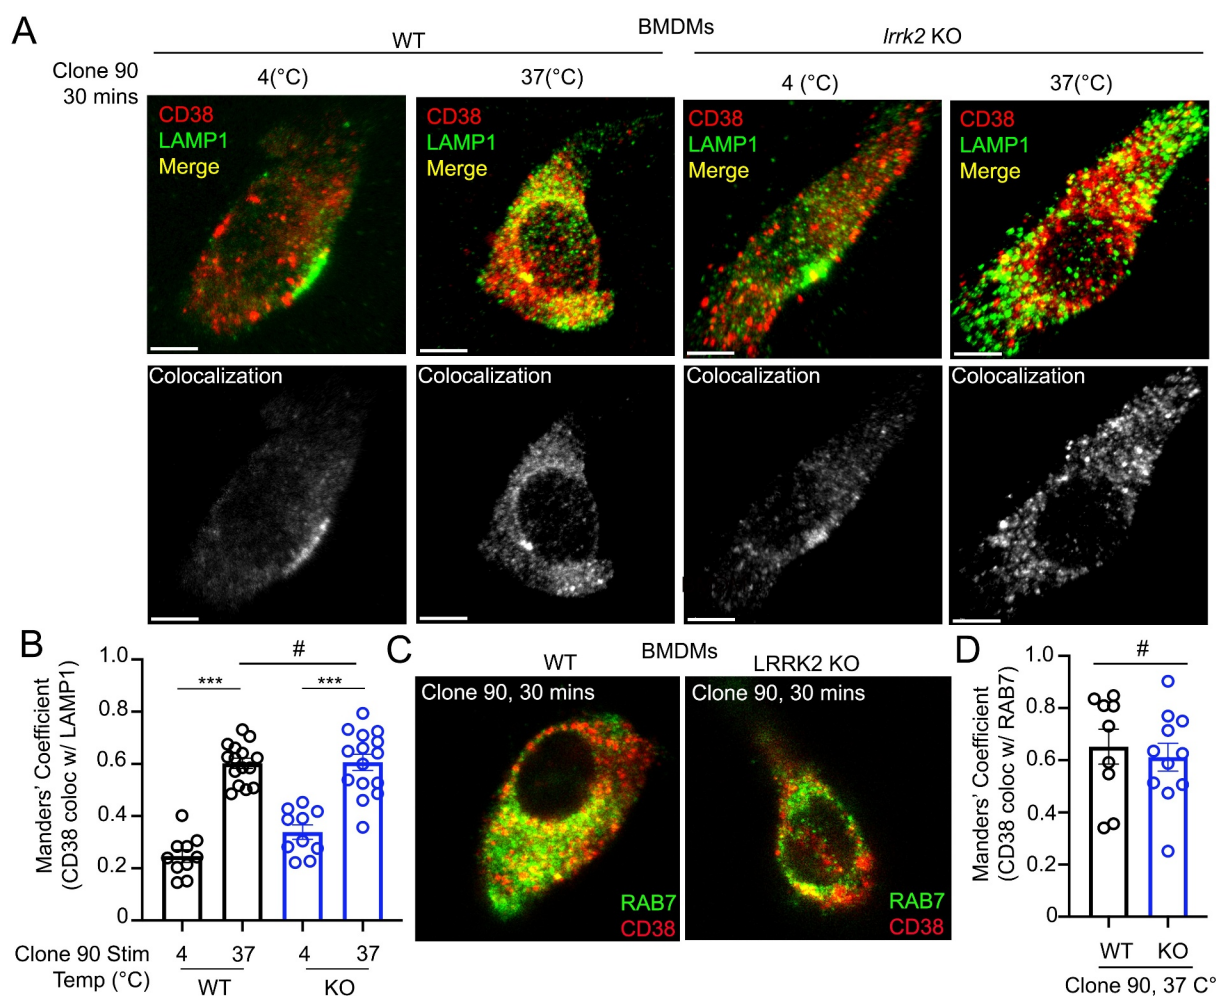 A
BMDMs
WT
lrrk2 KO
Clone 90
30 mins
4(°C)
37(°C)
4 (°C)
37(°C)
CD38
LAMP1
Merge
CD38
LAMP1
Merge
CD38
LAMP1
Merge
CD38
LAMP1
Merge
Colocalization
Colocalization
Colocalization
Colocalization
B
Manders' Coefficient
(CD38 coloc w/ LAMP1)
1.0
0.8
0.6
0.4
0.2
0
***
#
***
Clone 90 Stim
Temp (°C)
4
37
4
37
WT
KO
C
BMDMs
WT
LRRK2 KO
Clone 90, 30 mins
Clone 90, 30 mins
RAB7
CD38
RAB7
CD38
D
Manders' Coefficient
(CD38 coloc w/ RAB7)
1.0
0.8
0.6
0.4
0.2
0
#
WT
KO
Clone 90, 37 C°